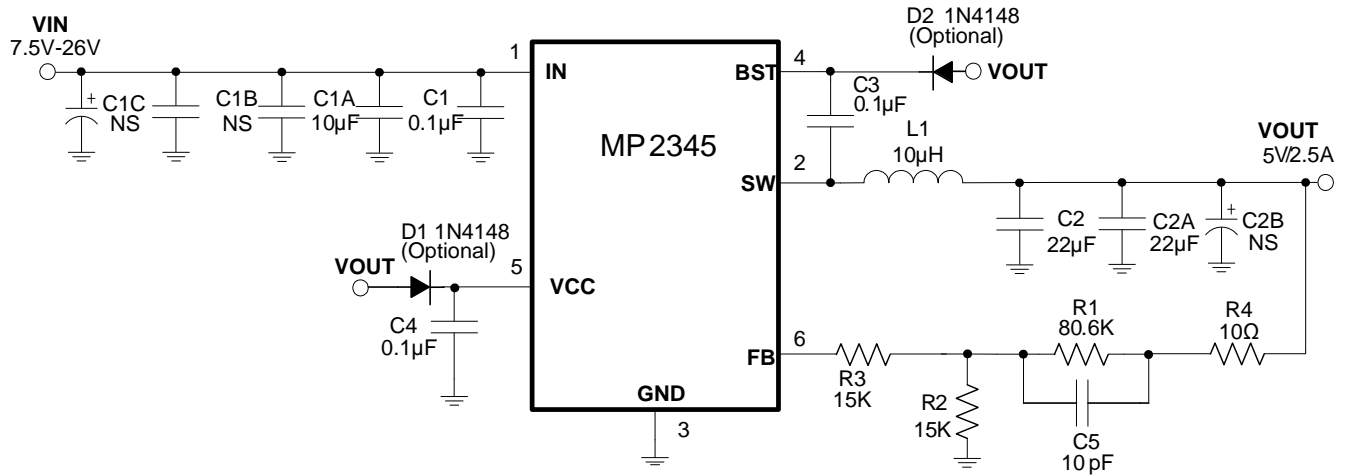 VIN
7.5V-26V
C1C
NS
C1B
NS
C1A
10µF
C1
0.1µF
1
IN
MP2345
BST
4
D2 1N4148
(Optional)
VOUT
C3
0.1µF
SW
2
L1
10µH
VOUT
5V/2.5A
C2
22µF
C2A
22µF
+
C2B
NS
+
D1 1N4148
(Optional)
VOUT
5
VCC
C4
0.1µF
FB
6
R3
15K
R2
15K
R1
80.6K
C5
10pF
R4
10Ω
GND
3